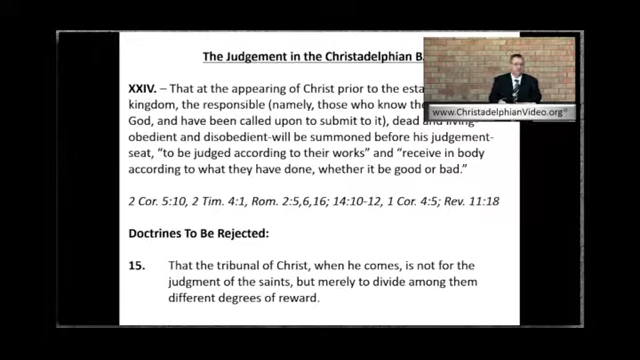 The Judgement in the Christadelphian
XXIV. – That at the appearing of Christ prior to the
kingdom, the responsible (namely, those who know
God, and have been called upon to submit to it), dead
obedient and disobedient-will be summoned before his judgement-
seat, “to be judged according to their works” and “receive in body
according to what they have done, whether it be good or bad.”
2 Cor. 5:10, 2 Tim. 4:1, Rom. 2:5,6,16; 14:10-12, 1 Cor. 4:5; Rev. 11:18
Doctrines To Be Rejected:
15. That the tribunal of Christ, when he comes, is not for the
judgment of the saints, but merely to divide among them
different degrees of reward.
www.ChristadelphianVideo.org